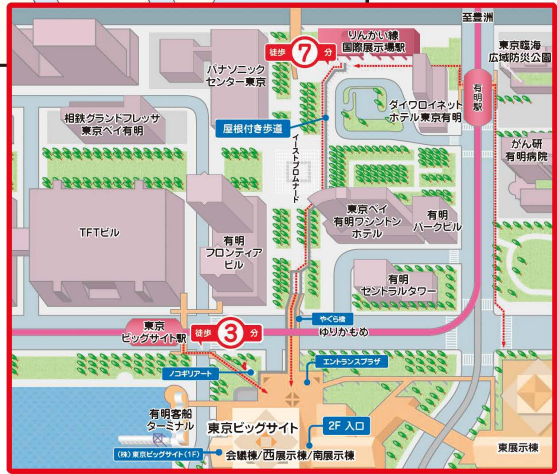 至豊洲
りんかい線
国際展示場駅
徒歩 7 分
東京臨海
広域防災公園
パナソニック
センター東京
有明駅
ダイワロイネット
ホテル東京有明
相鉄グランドフレッサ
東京ベイ有明
屋根付き歩道
がん研
有明病院
イーストプロムナード
東京ベイ
有明ワシントン
ホテル
有明
パークビル
TFTビル
有明
フロンティア
ビル
有明
セントラルタワー
やぐら橋
東京
ビッグサイト駅
徒歩 3 分
ゆりかもめ
エントランスプラザ
ノコギリアート
有明客船
ターミナル
東京ビッグサイト
2F 入口
(株)東京ビッグサイト(1F)
会議棟/西展示棟/南展示棟
東展示棟